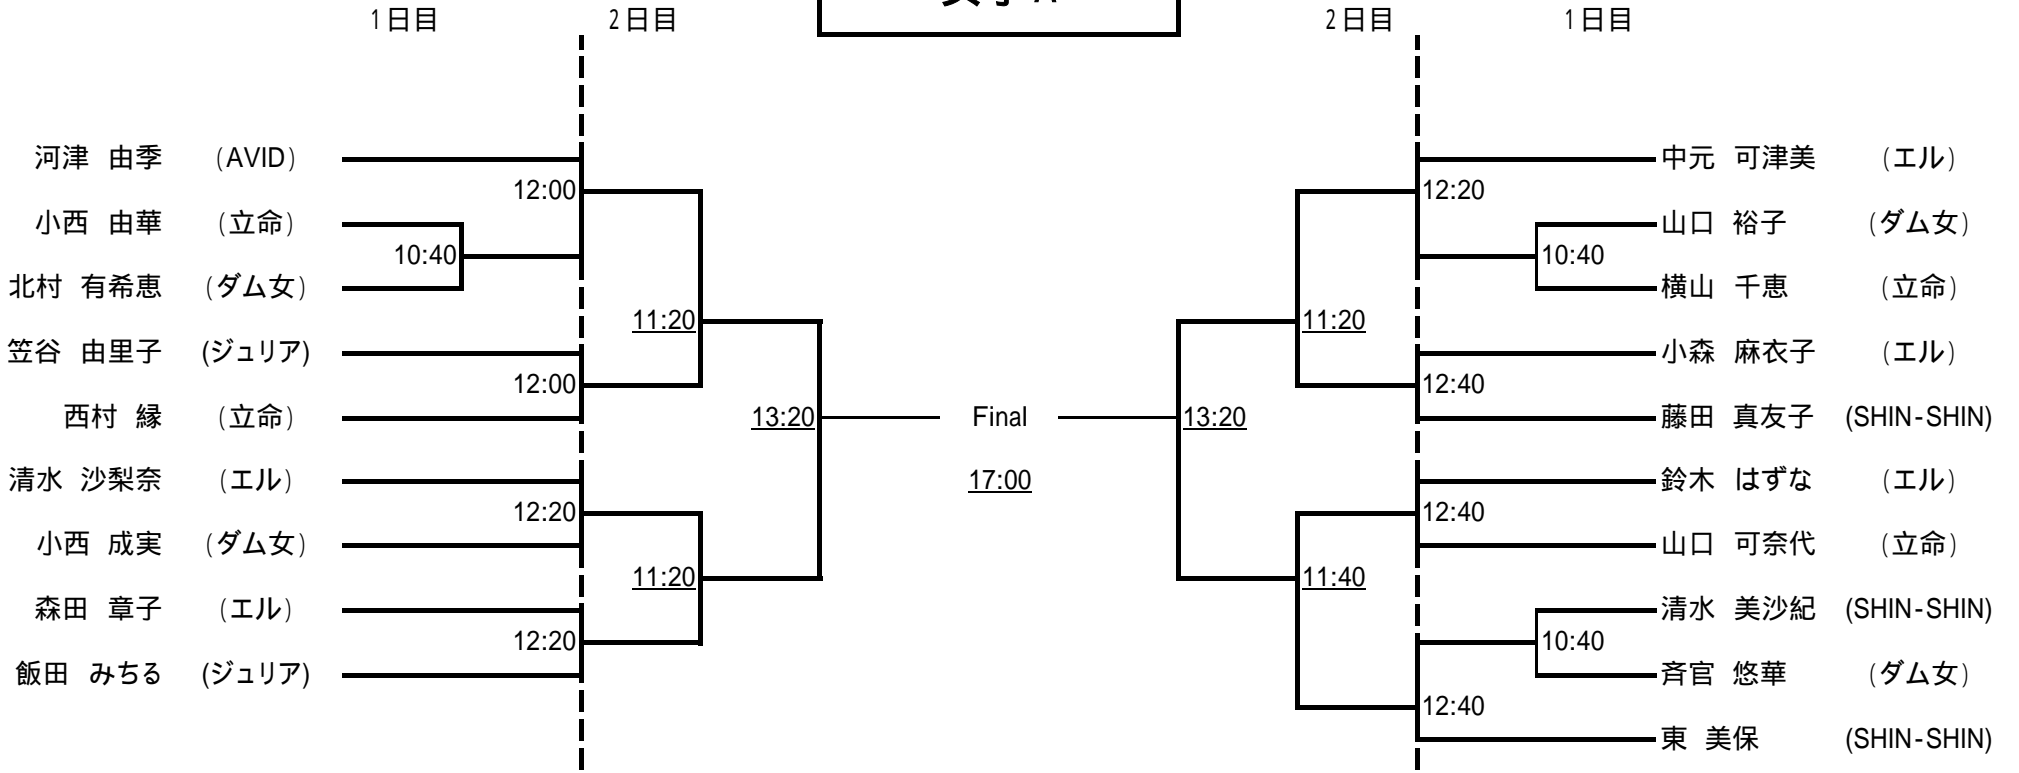 1日目 2日目 2日目 1日目
河津 由季 (AVID) 中元 可津美 (エル)
12:00 12:20
小西 由華 (立命) 山口 裕子 (ダム女)
10:40 10:40
北村 有希恵 (ダム女) 横山 千恵 (立命)
11:20 11:20
笠谷 由里子 (ジュリア) 小森 麻衣子 (エル)
12:00 12:40
西村 縁 (立命) 13:20 Final 13:20 藤田 真友子 (SHIN-SHIN)
清水 沙梨奈 (エル) 17:00 鈴木 はずな (エル)
12:20 12:40
小西 成実 (ダム女) 山口 可奈代 (立命)
11:20 11:40
森田 章子 (エル) 清水 美沙紀 (SHIN-SHIN)
12:20 10:40
飯田 みちる (ジュリア) 斉官 悠華 (ダム女)
12:40
東 美保 (SHIN-SHIN)